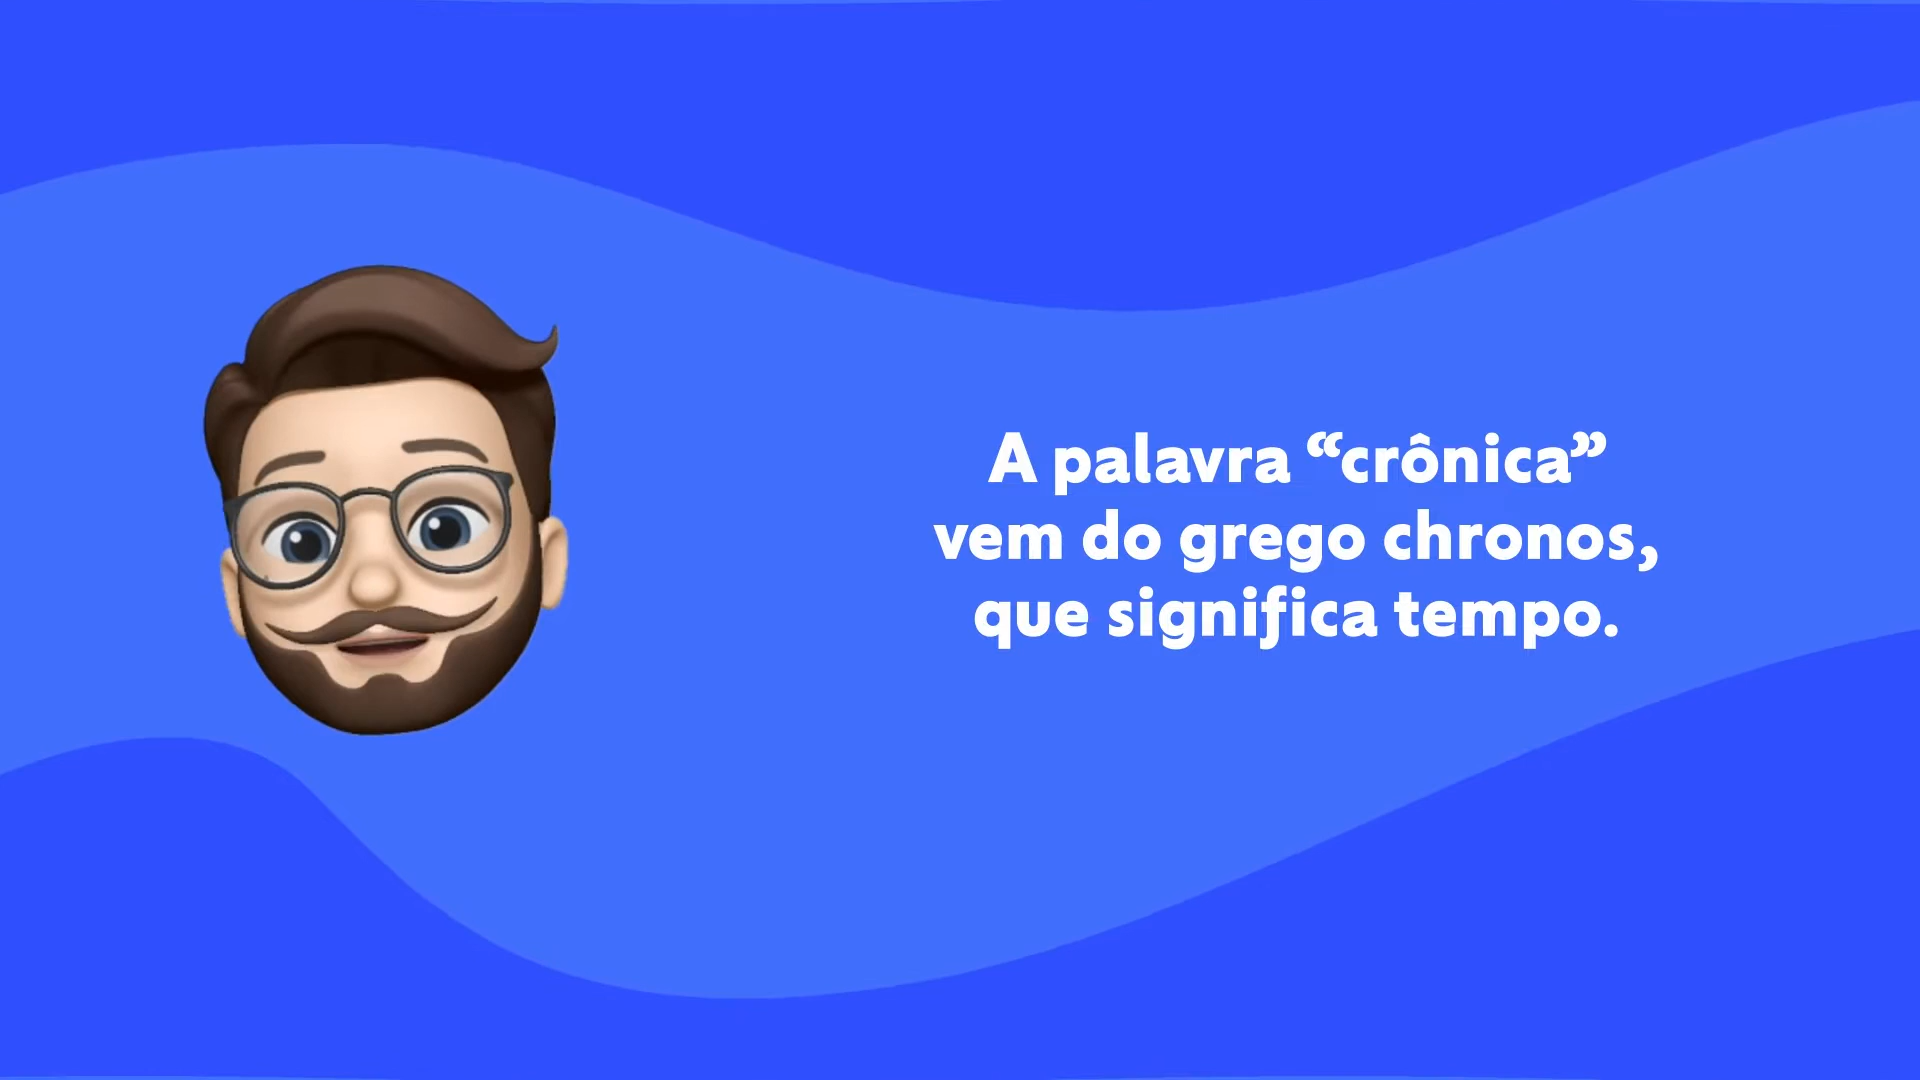 A palavra “crônica”
vem do grego chronos,
que significa tempo.